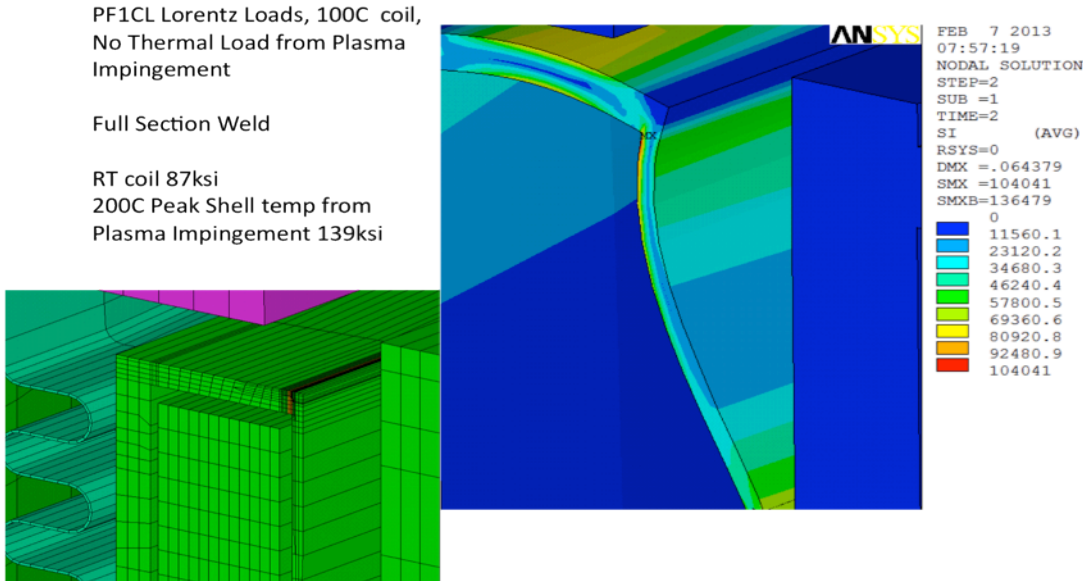 PF1CL Lorentz Loads, 100C coil,
No Thermal Load from Plasma
Impingement
Full Section Weld
RT coil 87ksi
200C Peak Shell temp from
Plasma Impingement 139ksi
MX
ANSYS
FEB 7 2013
07:57:19
NODAL SOLUTION
STEP=2
SUB =1
TIME=2
SI (AVG)
RSYS=0
DMX =.064379
SMX =104041
SMXB=136479
0
11560.1
23120.2
34680.3
46240.4
57800.5
69360.6
80920.8
92480.9
104041